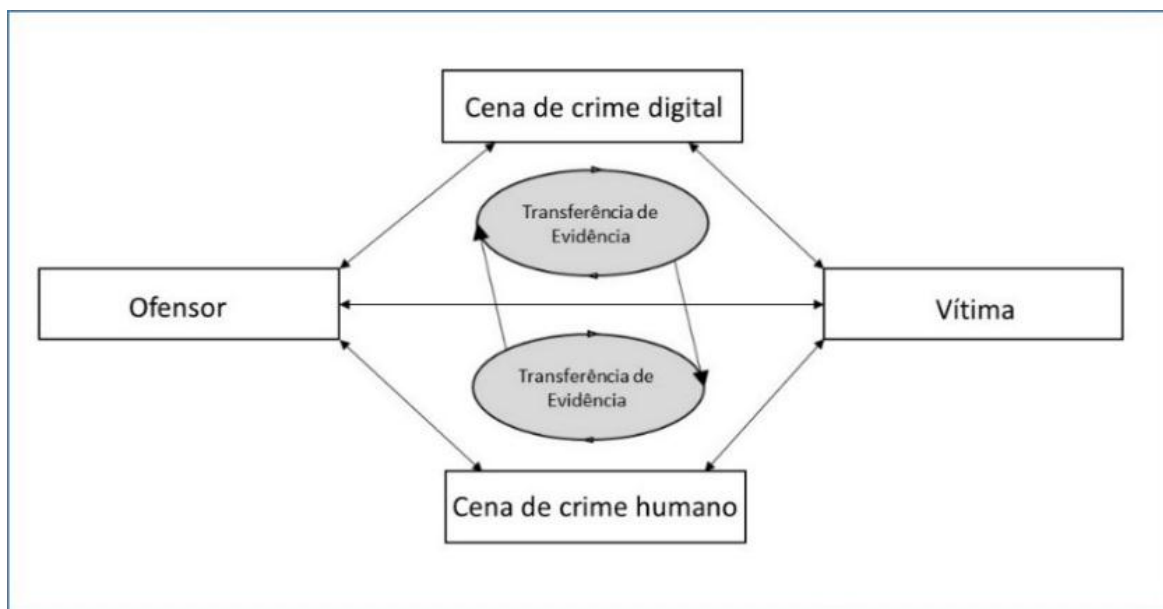 Cena de crime digital
Transferência de
Evidência
Ofensor
Vítima
Transferência de
Evidência
Cena de crime humano